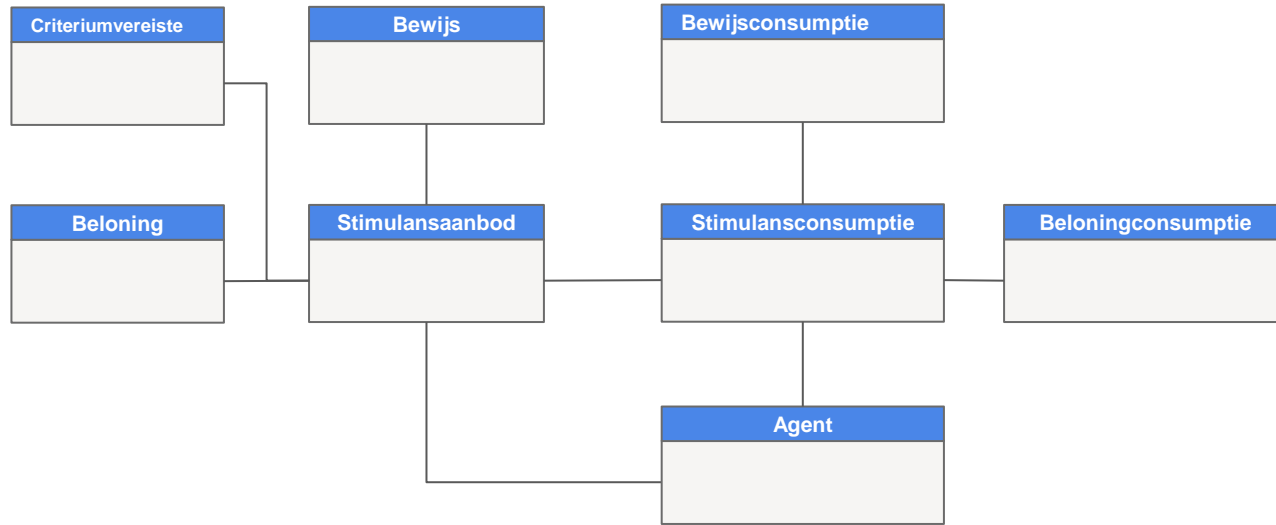 Criteriumvereiste
Bewijs
Bewijsconsumptie
Beloning
Stimulansaanbod
Stimulansconsumptie
Beloningconsumptie
Agent